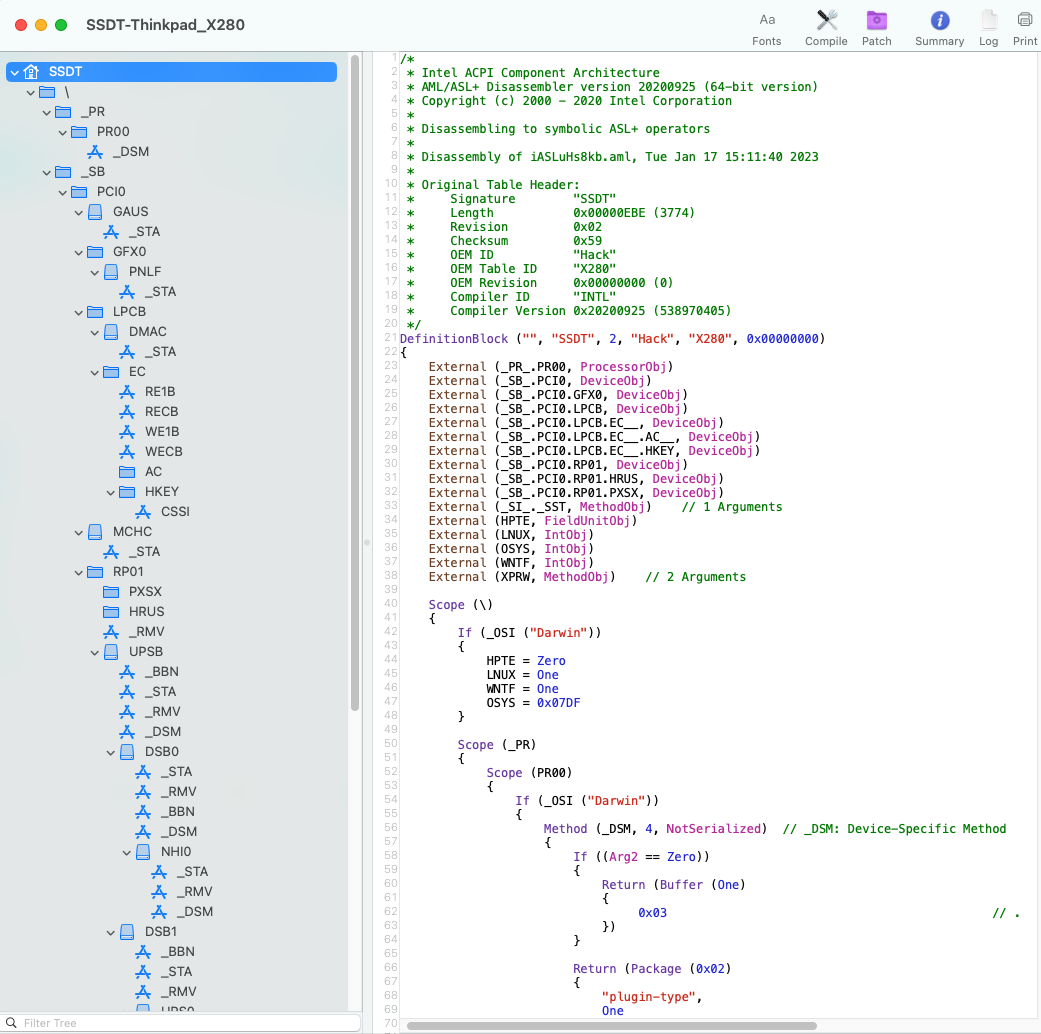 SSDT-Thinkpad_X280
Aa
Fonts
Compile
Patch
Summary
Log
Print
SSDT
\
_PR
PR00
_DSM
_SB
PCI0
GAUS
_STA
GFX0
PNLF
_STA
LPCB
DMAC
_STA
EC
RE1B
RECB
WE1B
WECB
AC
HKEY
CSSI
MCHC
_STA
RP01
PXSX
HRUS
_RMV
UPSB
_BBN
_STA
_RMV
_DSM
DSB0
_STA
_RMV
_BBN
_DSM
NHI0
_STA
_RMV
_DSM
DSB1
_BBN
_STA
_RMV
UPS0
Filter Tree
1 /*
2 * Intel ACPI Component Architecture
3 * AML/ASL+ Disassembler version 20200925 (64-bit version)
4 * Copyright (c) 2000 - 2020 Intel Corporation
5 *
6 * Disassembling to symbolic ASL+ operators
7 *
8 * Disassembly of iASLuHs8kb.aml, Tue Jan 17 15:11:40 2023
9 *
10 * Original Table Header:
11 *     Signature        "SSDT"
12 *     Length           0x00000EBE (3774)
13 *     Revision         0x02
14 *     Checksum         0x59
15 *     OEM ID           "Hack"
16 *     OEM Table ID     "X280"
17 *     OEM Revision     0x00000000 (0)
18 *     Compiler ID      "INTL"
19 *     Compiler Version 0x20200925 (538970405)
20 */
21 DefinitionBlock ("", "SSDT", 2, "Hack", "X280", 0x00000000)
22 {
23     External (_PR_.PR00, ProcessorObj)
24     External (_SB_.PCI0, DeviceObj)
25     External (_SB_.PCI0.GFX0, DeviceObj)
26     External (_SB_.PCI0.LPCB, DeviceObj)
27     External (_SB_.PCI0.LPCB.EC__, DeviceObj)
28     External (_SB_.PCI0.LPCB.EC__.AC__, DeviceObj)
29     External (_SB_.PCI0.LPCB.EC__.HKEY, DeviceObj)
30     External (_SB_.PCI0.RP01, DeviceObj)
31     External (_SB_.PCI0.RP01.HRUS, DeviceObj)
32     External (_SB_.PCI0.RP01.PXSX, DeviceObj)
33     External (_SI_._SST, MethodObj)    // 1 Arguments
34     External (HPTE, FieldUnitObj)
35     External (LNUX, IntObj)
36     External (OSYS, IntObj)
37     External (WNTF, IntObj)
38     External (XPRW, MethodObj)    // 2 Arguments
39
40     Scope (\)
41     {
42         If (_OSI ("Darwin"))
43         {
44             HPTE = Zero
45             LNUX = One
46             WNTF = One
47             OSYS = 0x07DF
48         }
49
50         Scope (_PR)
51         {
52             Scope (PR00)
53             {
54                 If (_OSI ("Darwin"))
55                 {
56                     Method (_DSM, 4, NotSerialized)  // _DSM: Device-Specific Method
57                     {
58                         If ((Arg2 == Zero))
59                         {
60                             Return (Buffer (One)
61                             {
62                                  0x03                                             // .
63                             })
64                         }
65
66                         Return (Package (0x02)
67                         {
68                             "plugin-type",
69                             One
70